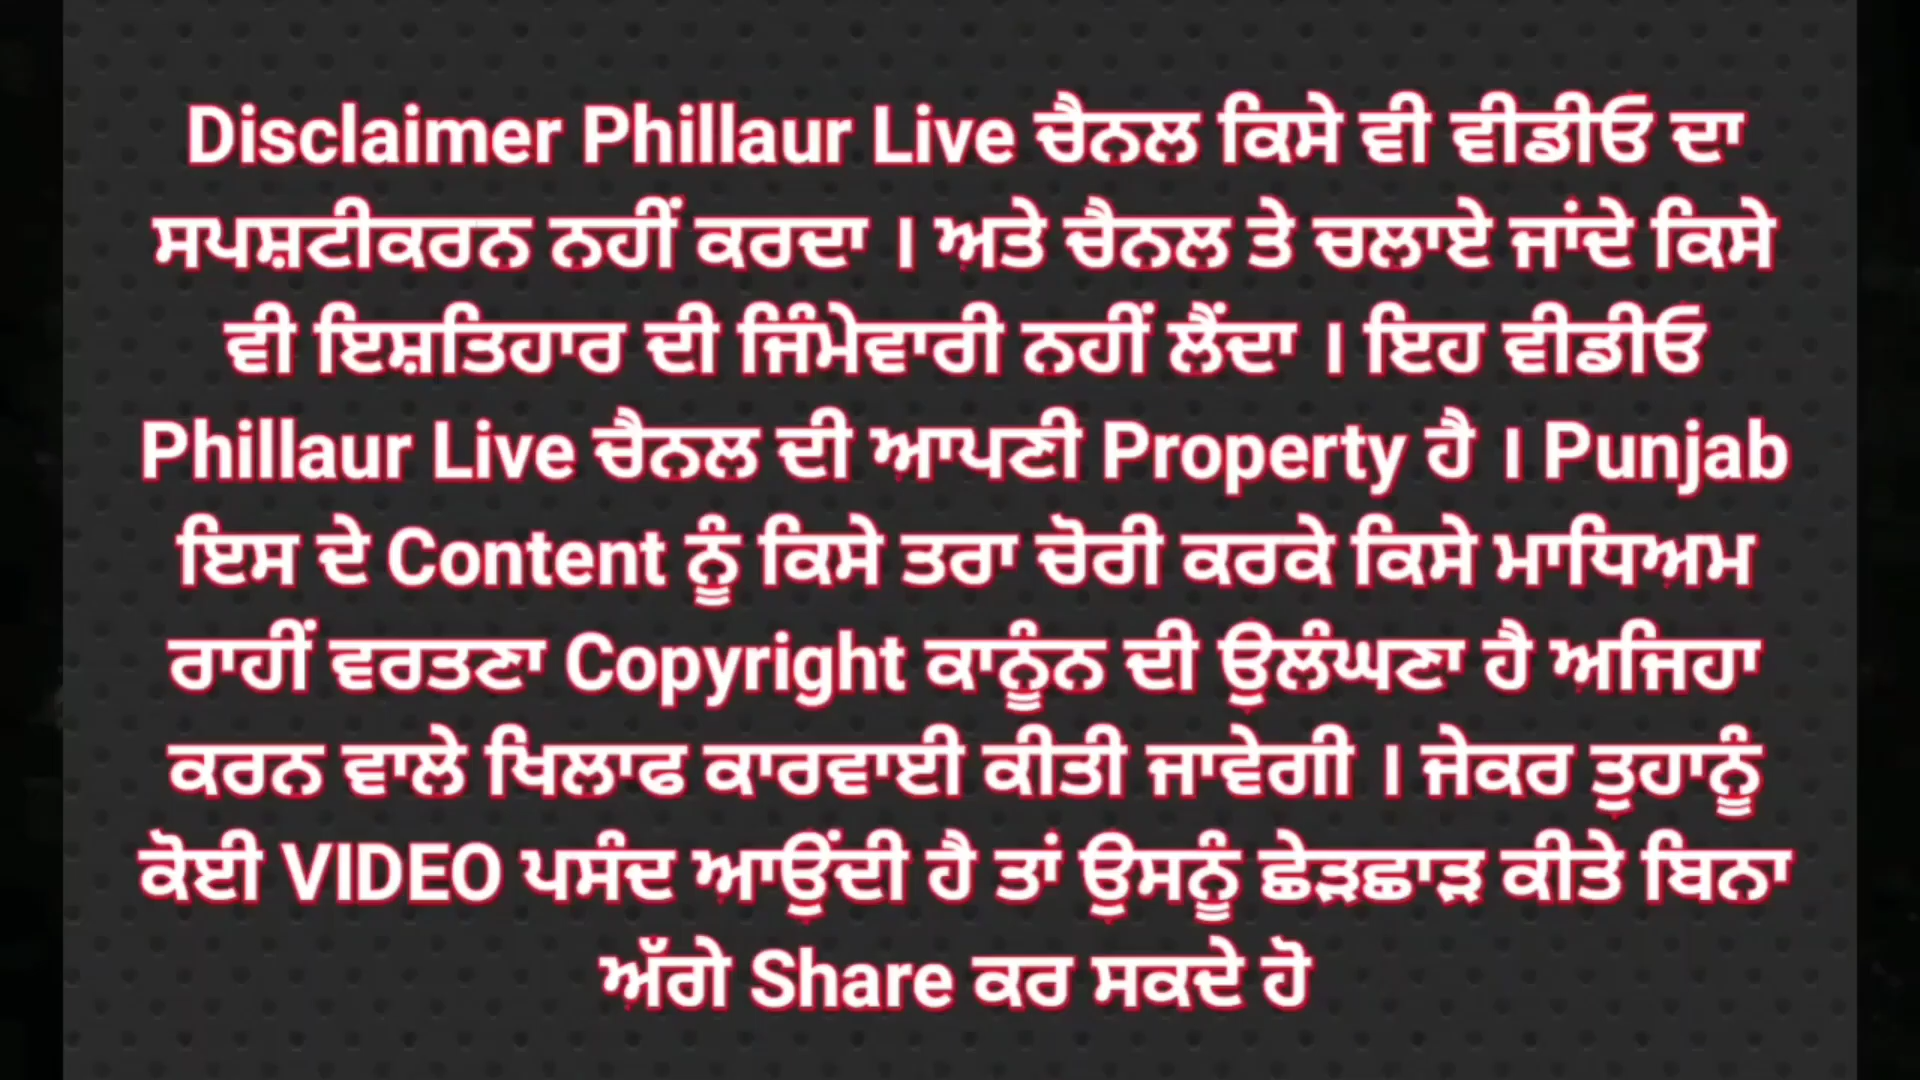 Disclaimer Phillaur Live ਚੈਨਲ ਕਿਸੇ ਵੀ ਵੀਡੀਓ ਦਾ
ਸਪਸ਼ਟੀਕਰਨ ਨਹੀਂ ਕਰਦਾ । ਅਤੇ ਚੈਨਲ ਤੇ ਚਲਾਏ ਜਾਂਦੇ ਕਿਸੇ
ਵੀ ਇਸ਼ਤਿਹਾਰ ਦੀ ਜਿੰਮੇਵਾਰੀ ਨਹੀਂ ਲੈਂਦਾ । ਇਹ ਵੀਡੀਓ
Phillaur Live ਚੈਨਲ ਦੀ ਆਪਣੀ Property ਹੈ । Punjab
ਇਸ ਦੇ Content ਨੂੰ ਕਿਸੇ ਤਰਾ ਚੋਰੀ ਕਰਕੇ ਕਿਸੇ ਮਾਧਿਅਮ
ਰਾਹੀਂ ਵਰਤਣਾ Copyright ਕਾਨੂੰਨ ਦੀ ਉਲੰਘਣਾ ਹੈ ਅਜਿਹਾ
ਕਰਨ ਵਾਲੇ ਖਿਲਾਫ ਕਾਰਵਾਈ ਕੀਤੀ ਜਾਵੇਗੀ । ਜੇਕਰ ਤੁਹਾਨੂੰ
ਕੋਈ VIDEO ਪਸੰਦ ਆਉਂਦੀ ਹੈ ਤਾਂ ਉਸਨੂੰ ਛੇੜਛਾੜ ਕੀਤੇ ਬਿਨਾ
ਅੱਗੇ Share ਕਰ ਸਕਦੇ ਹੋ